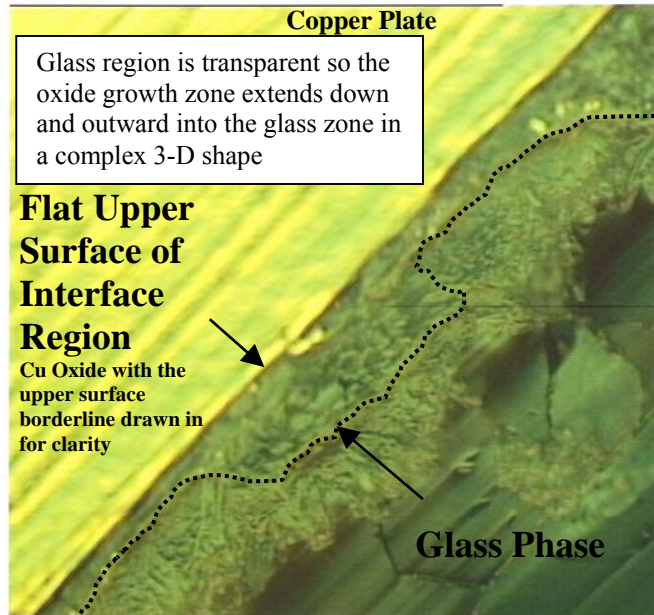 Copper Plate
Glass region is transparent so the
oxide growth zone extends down
and outward into the glass zone in
a complex 3-D shape
Flat Upper
Surface of
Interface
Region
Cu Oxide with the
upper surface
borderline drawn in
for clarity
Glass Phase